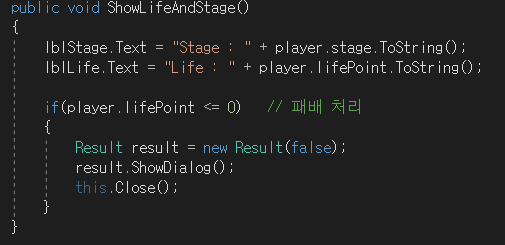 public void ShowLifeAndStage()
{
    lblStage.Text = "Stage : " + player.stage.ToString();
    lblLife.Text = "Life : " + player.lifePoint.ToString();

    if(player.lifePoint <= 0)   // 패배 처리
    {
        Result result = new Result(false);
        result.ShowDialog();
        this.Close();
    }
}